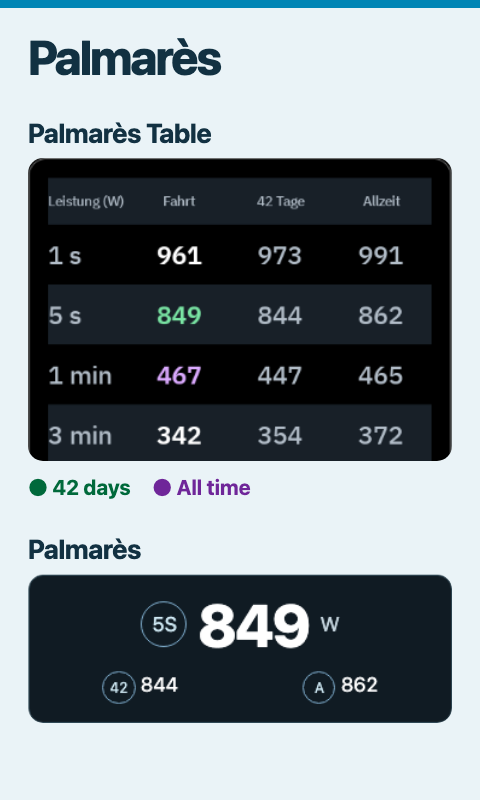 Palmarès
Palmarès Table
Leistung (W) Fahrt 42 Tage Allzeit
1 s 961 973 991
5 s 849 844 862
1 min 467 447 465
3 min 342 354 372
42 days All time
Palmarès
5S 849 W
42 844 A 862